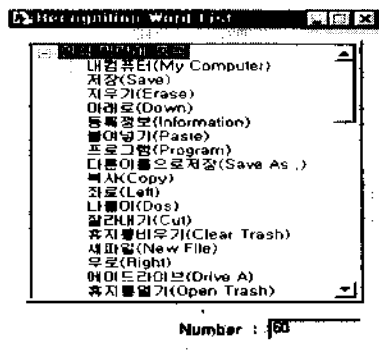 Recognition Word List
내컴퓨터(My Computer)
저장(Save)
지우기(Erase)
아래로(Down)
등록정보(Information)
붙여넣기(Paste)
프로그램(Program)
다른이름으로저장(Save As..)
복사(Copy)
좌로(Left)
나들이(Dos)
잘라내기(Cut)
휴지통비우기(Clear Trash)
새파일(New File)
우로(Right)
에이드라이브(Drive A)
휴지통열기(Open Trash)
Number : 60